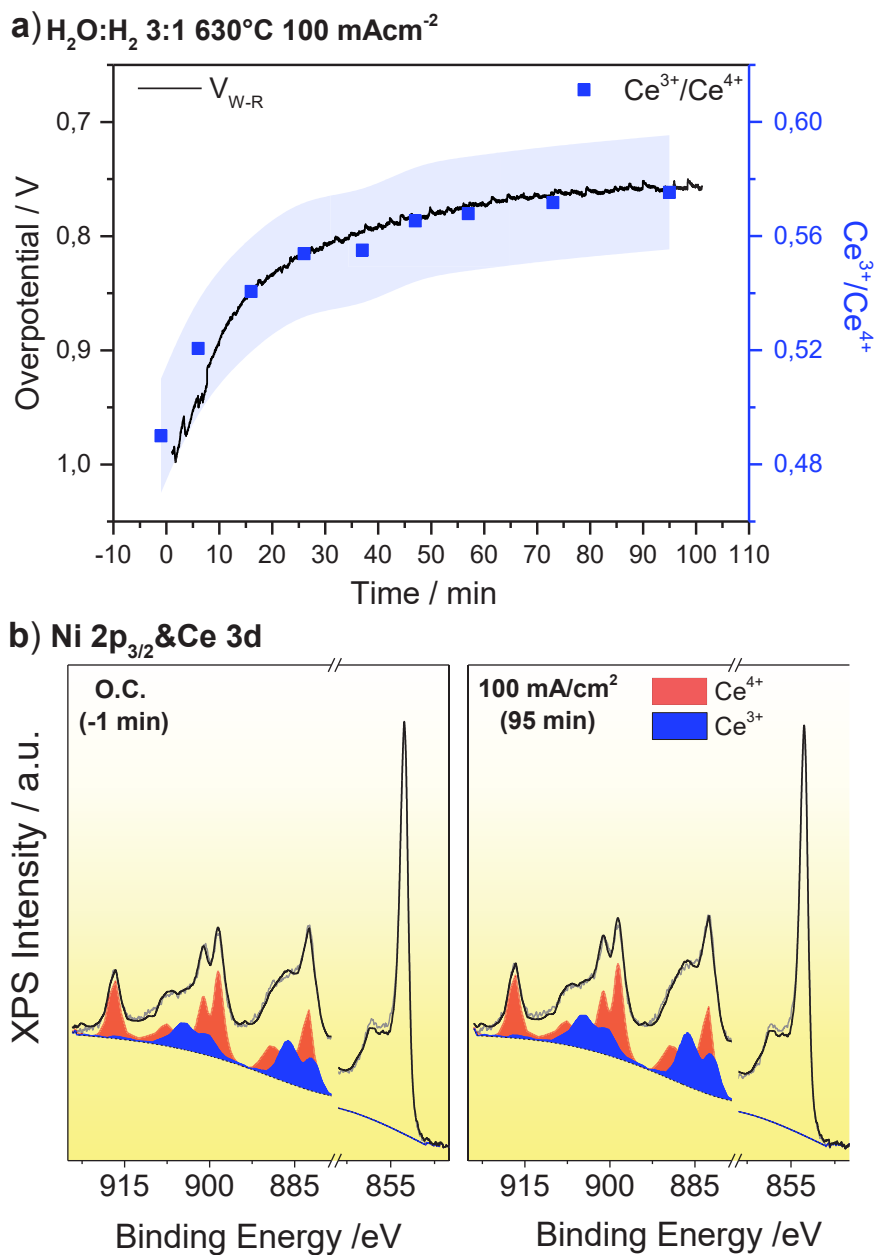 a) H₂O:H₂ 3:1 630°C 100 mAcm⁻²
V_W-R
Ce³⁺/Ce⁴⁺
0,7
0,8
0,9
1,0
Overpotential / V
0,60
0,56
0,52
0,48
Ce³⁺/Ce⁴⁺
-10 0 10 20 30 40 50 60 70 80 90 100 110
Time / min
b) Ni 2p₃/₂&Ce 3d
O.C.
(-1 min)
100 mA/cm²
(95 min)
Ce⁴⁺
Ce³⁺
XPS Intensity / a.u.
915 900 885 855
915 900 885 855
Binding Energy /eV
Binding Energy /eV